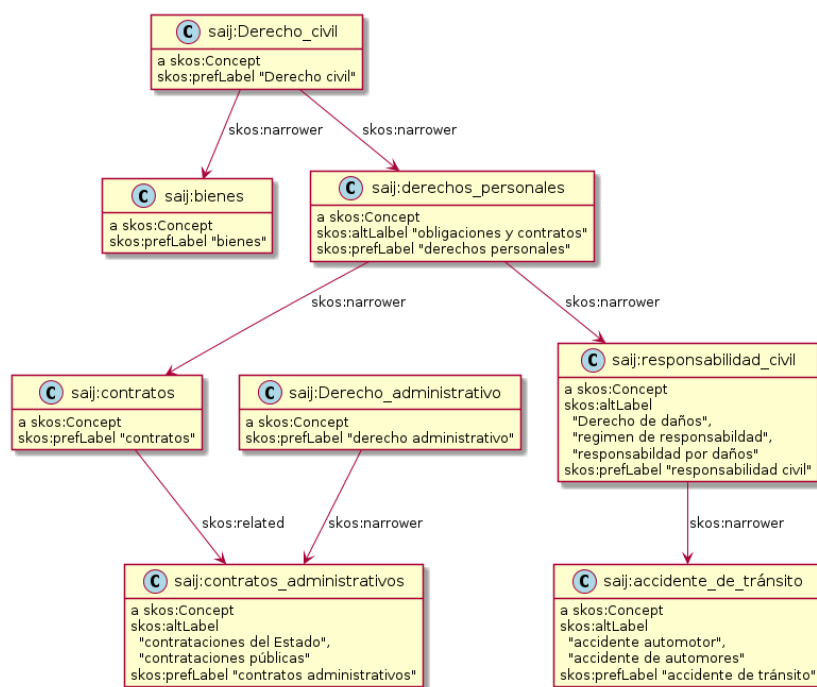 C saij:Derecho_civil
a skos:Concept
skos:prefLabel "Derecho civil"
skos:narrower
skos:narrower
C saij:bienes
a skos:Concept
skos:prefLabel "bienes"
C saij:derechos_personales
a skos:Concept
skos:altLalbel "obligaciones y contratos"
skos:prefLabel "derechos personales"
skos:narrower
skos:narrower
C saij:contratos
a skos:Concept
skos:prefLabel "contratos"
C saij:Derecho_administrativo
a skos:Concept
skos:prefLabel "derecho administrativo"
C saij:responsabilidad_civil
a skos:Concept
skos:altLabel
"Derecho de daños",
"regimen de responsabildad",
"responsabildad por daños"
skos:prefLabel "responsabilidad civil"
skos:related
skos:narrower
skos:narrower
C saij:contratos_administrativos
a skos:Concept
skos:altLabel
"contrataciones del Estado",
"contrataciones públicas"
skos:prefLabel "contratos administrativos"
C saij:accidente_de_tránsito
a skos:Concept
skos:altLabel
"accidente automotor",
"accidente de automores"
skos:prefLabel "accidente de tránsito"